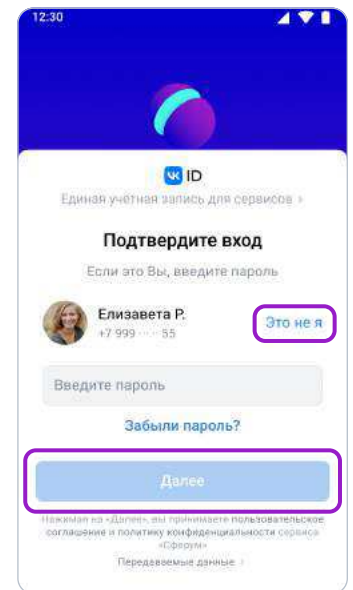 12:30
VK ID
Единая учётная запись для сервисов ›
Подтвердите вход
Если это Вы, введите пароль
Елизавета Р.
+7 999 ··· ·· 55
Это не я
Введите пароль
Забыли пароль?
Далее
Нажимая на «Далее», вы принимаете пользовательское
соглашение и политику конфиденциальности сервиса
«Сферум»
Передаваемые данные ›